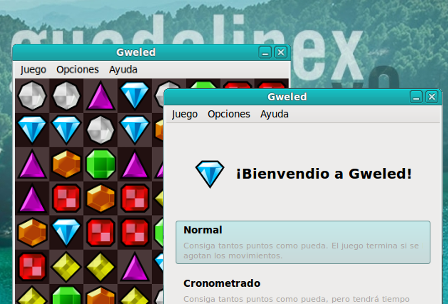 guadalinex
Gweled
Juego Opciones Ayuda
Gweled
Juego Opciones Ayuda
¡Bienvendio a Gweled!
Normal
Consiga tantos puntos como pueda. El juego termina si se
agotan los movimientos.
Cronometrado
Consiga tantos puntos como pueda, pero tendrá tiempo